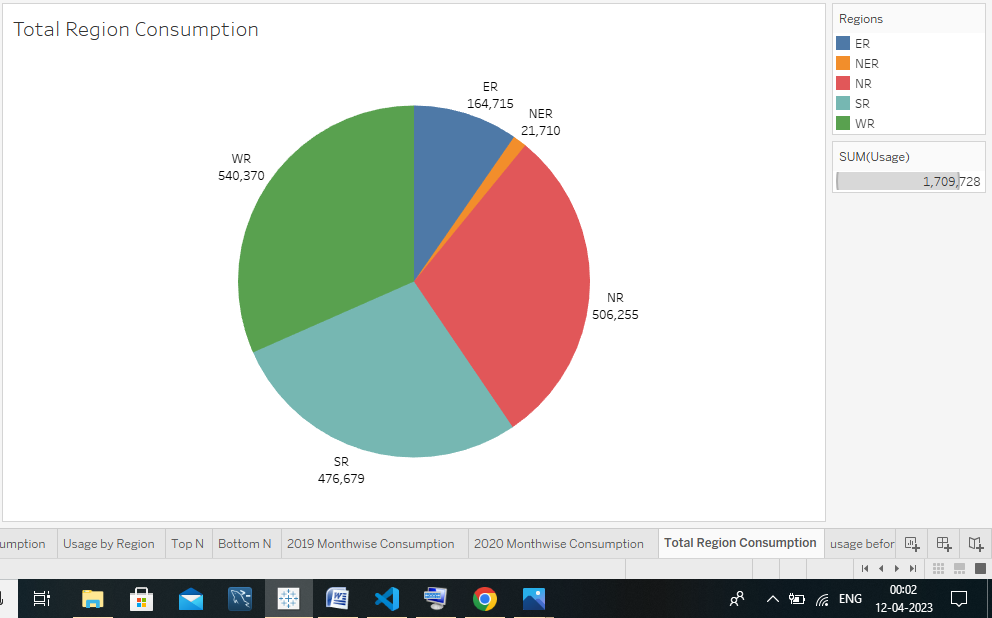 Total Region Consumption
Regions
ER
NER
NR
SR
WR
SUM(Usage)
1,709,728
ER
164,715
NER
21,710
WR
540,370
NR
506,255
SR
476,679
umption
Usage by Region
Top N
Bottom N
2019 Monthwise Consumption
2020 Monthwise Consumption
Total Region Consumption
usage befor
ENG
00:02
12-04-2023